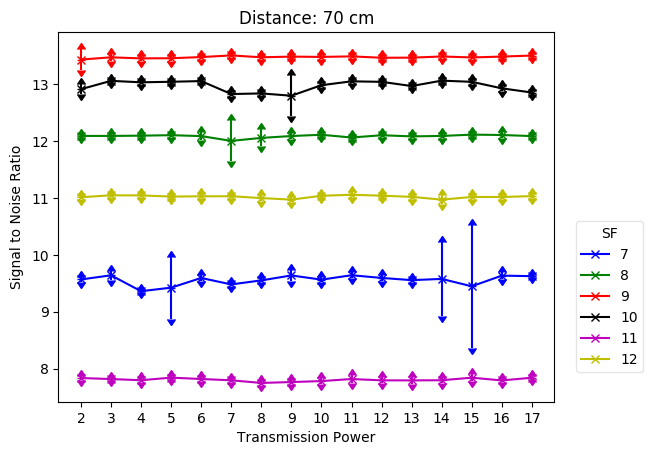 Distance: 70 cm
Signal to Noise Ratio
13
12
11
10
9
8
2 3 4 5 6 7 8 9 10 11 12 13 14 15 16 17
Transmission Power
SF
7
8
9
10
11
12